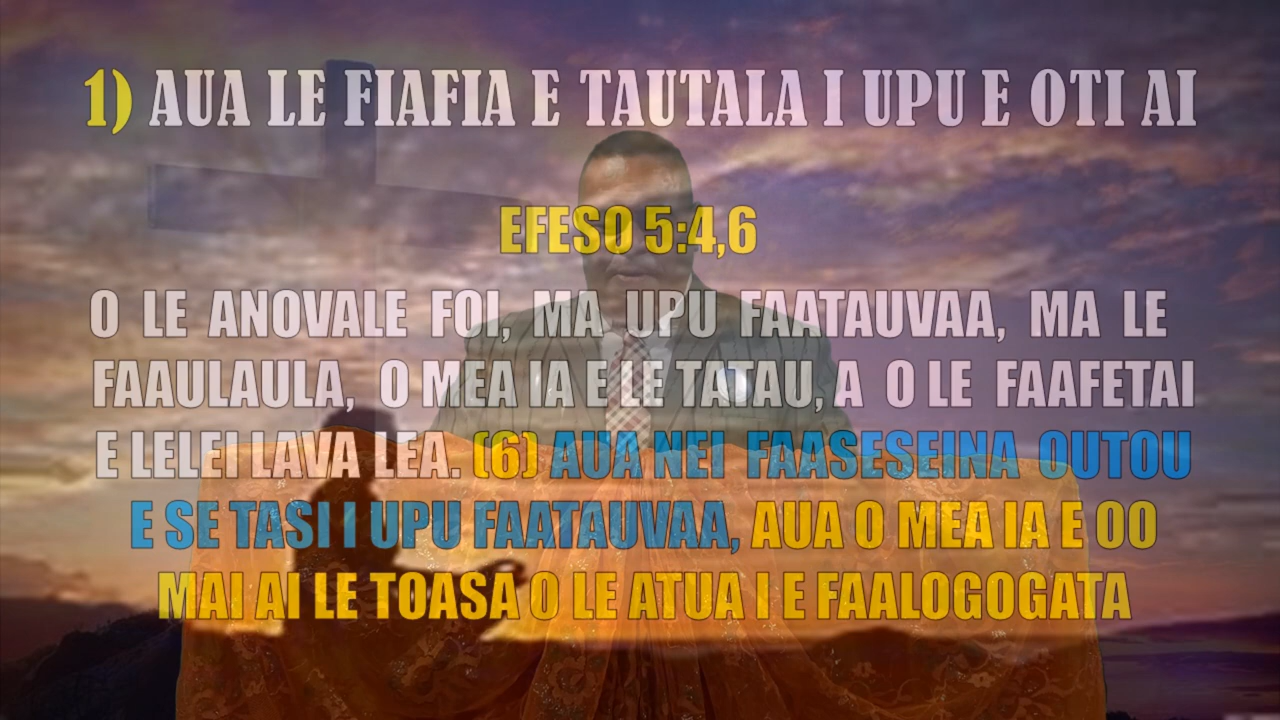 1) AUA LE FIAFIA E TAUTALA I UPU E OTI AI
EFESO 5:4,6
O LE ANOVALE FOI, MA UPU FAATAUVAA, MA LE
FAAULAULA, O MEA IA E LE TATAU, A O LE FAAFETAI
E LELEI LAVA LEA. (6) AUA NEI FAASESEINA OUTOU
E SE TASI I UPU FAATAUVAA, AUA O MEA IA E OO
MAI AI LE TOASA O LE ATUA I E FAALOGOGATA